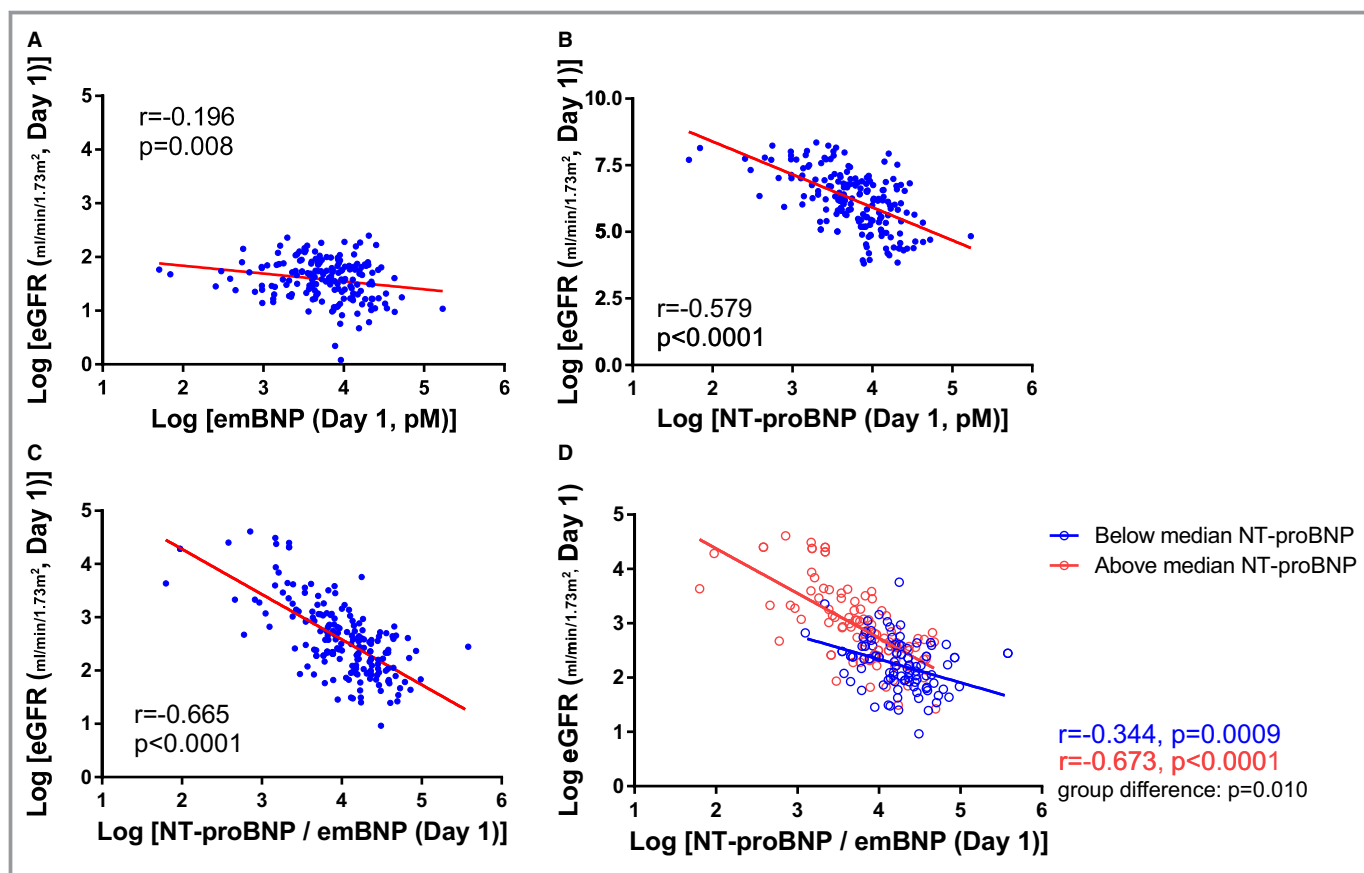 A
Log [eGFR (ml/min/1.73m², Day 1)]
5
4
3
2
1
0
r=-0.196
p=0.008
1 2 3 4 5 6
Log [emBNP (Day 1, pM)]
B
Log [eGFR (ml/min/1.73m², Day 1)]
10.0
7.5
5.0
2.5
0.0
r=-0.579
p<0.0001
1 2 3 4 5 6
Log [NT-proBNP (Day 1, pM)]
C
Log [eGFR (ml/min/1.73m², Day 1)]
5
4
3
2
1
0
r=-0.665
p<0.0001
1 2 3 4 5 6
Log [NT-proBNP / emBNP (Day 1)]
D
Log eGFR (ml/min/1.73m², Day 1)
5
4
3
2
1
0
1 2 3 4 5 6
Log [NT-proBNP / emBNP (Day 1)]
Below median NT-proBNP
Above median NT-proBNP
r=-0.344, p=0.0009
r=-0.673, p<0.0001
group difference: p=0.010